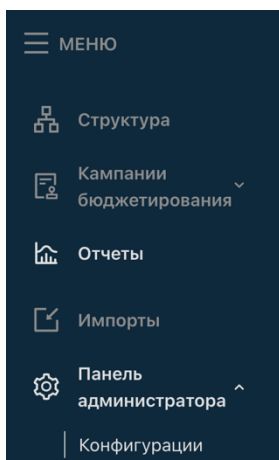 МЕНЮ
Структура
Кампании
бюджетирования
Отчеты
Импорты
Панель
администратора
Конфигурации